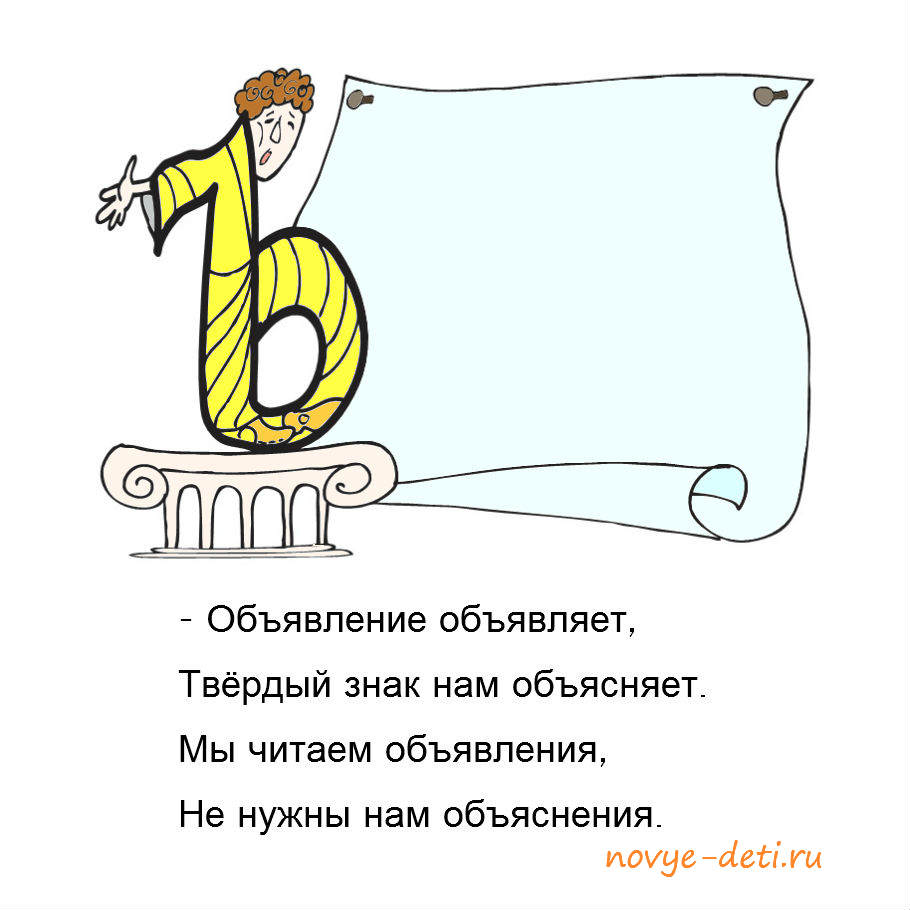 Ъ
- Объявление объявляет,
Твёрдый знак нам объясняет.
Мы читаем объявления,
Не нужны нам объяснения.
novye-deti.ru